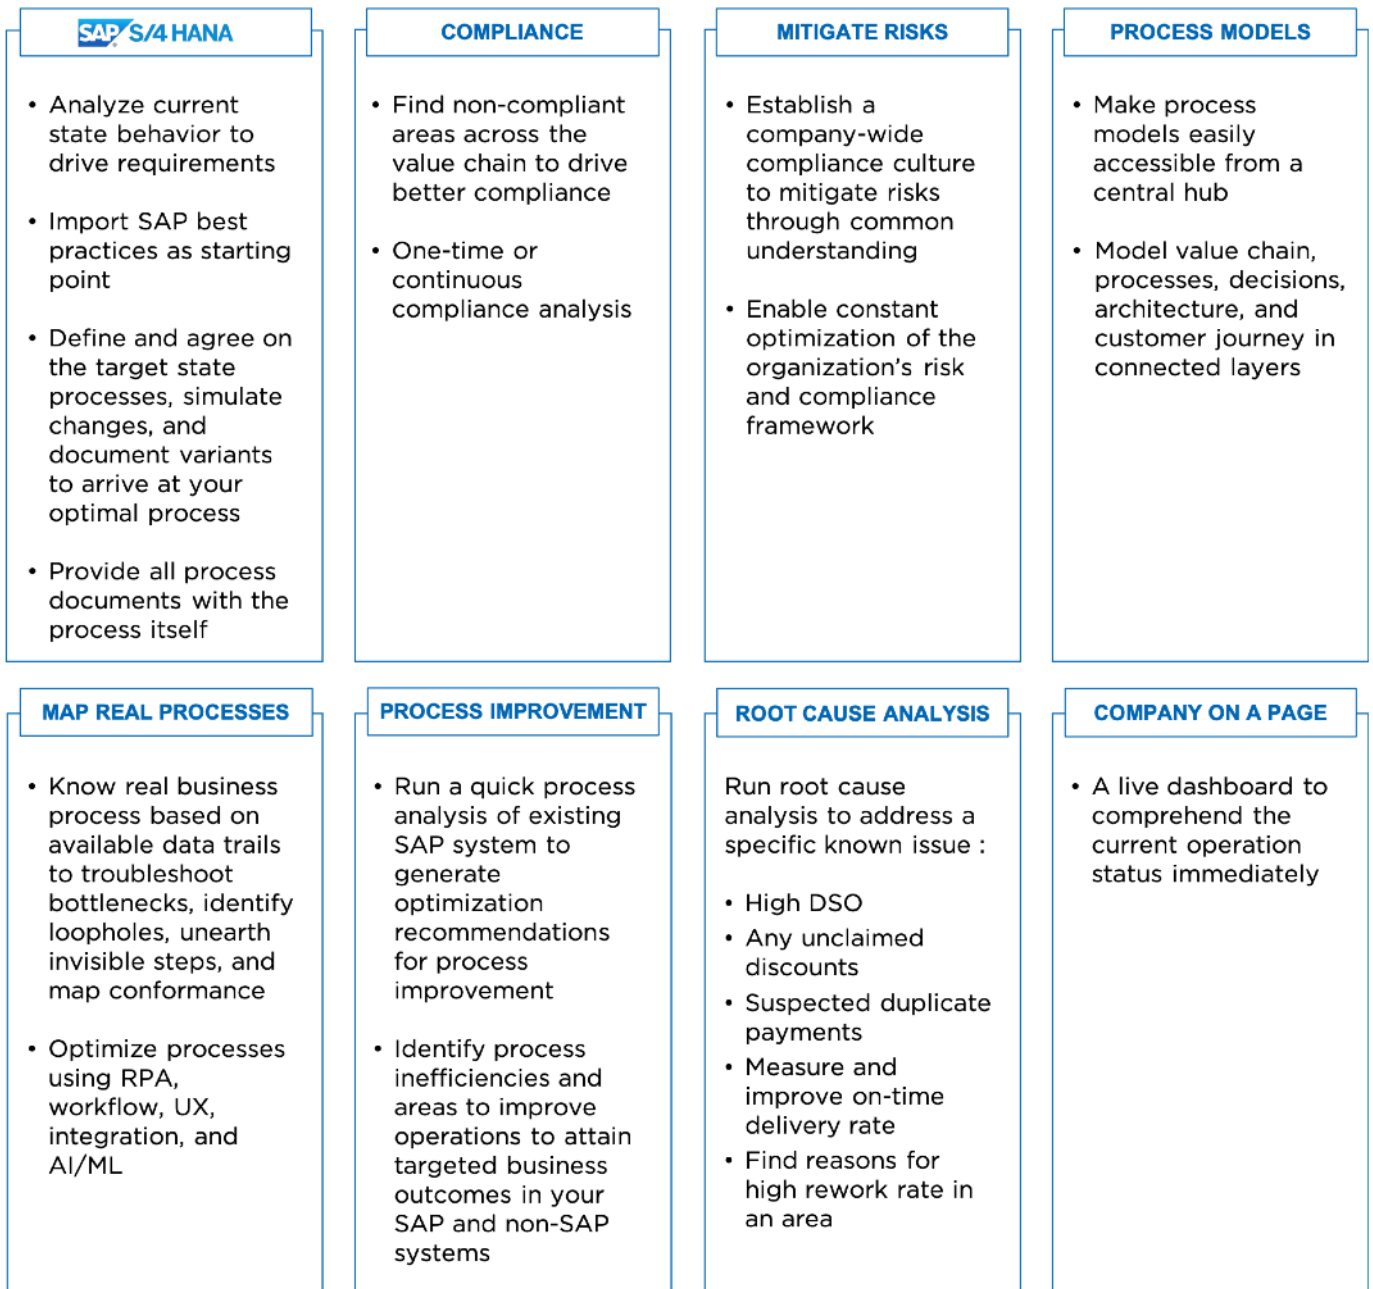 SAP S/4 HANA
• Analyze current
state behavior to
drive requirements
• Import SAP best
practices as starting
point
• Define and agree on
the target state
processes, simulate
changes, and
document variants
to arrive at your
optimal process
• Provide all process
documents with the
process itself
COMPLIANCE
• Find non-compliant
areas across the
value chain to drive
better compliance
• One-time or
continuous
compliance analysis
MITIGATE RISKS
• Establish a
company-wide
compliance culture
to mitigate risks
through common
understanding
• Enable constant
optimization of the
organization’s risk
and compliance
framework
PROCESS MODELS
• Make process
models easily
accessible from a
central hub
• Model value chain,
processes, decisions,
architecture, and
customer journey in
connected layers
MAP REAL PROCESSES
• Know real business
process based on
available data trails
to troubleshoot
bottlenecks, identify
loopholes, unearth
invisible steps, and
map conformance
• Optimize processes
using RPA,
workflow, UX,
integration, and
AI/ML
PROCESS IMPROVEMENT
• Run a quick process
analysis of existing
SAP system to
generate
optimization
recommendations
for process
improvement
• Identify process
inefficiencies and
areas to improve
operations to attain
targeted business
outcomes in your
SAP and non-SAP
systems
ROOT CAUSE ANALYSIS
Run root cause
analysis to address a
specific known issue :
• High DSO
• Any unclaimed
discounts
• Suspected duplicate
payments
• Measure and
improve on-time
delivery rate
• Find reasons for
high rework rate in
an area
COMPANY ON A PAGE
• A live dashboard to
comprehend the
current operation
status immediately